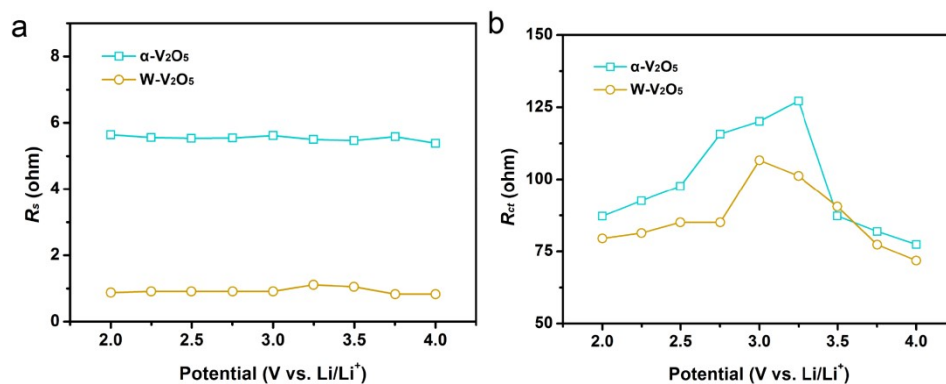 a
α-V₂O₅
W-V₂O₅
Rs (ohm)
8
6
4
2
0
2.0 2.5 3.0 3.5 4.0
Potential (V vs. Li/Li⁺)
b
α-V₂O₅
W-V₂O₅
Rct (ohm)
150
125
100
75
50
2.0 2.5 3.0 3.5 4.0
Potential (V vs. Li/Li⁺)